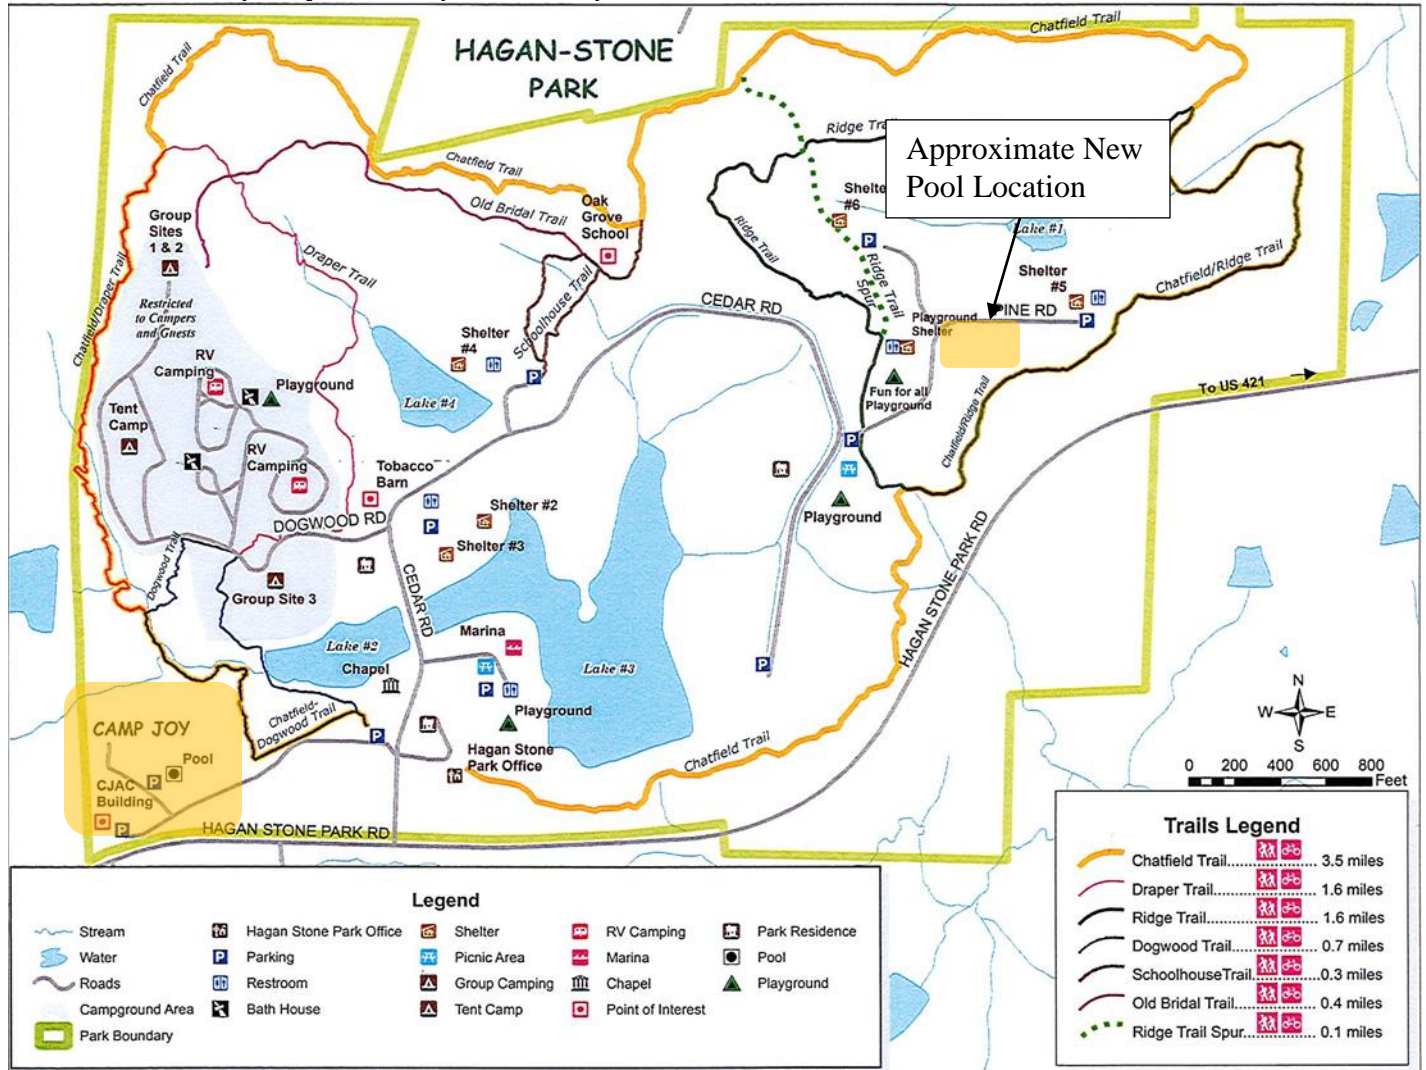 HAGAN-STONE
PARK
Chatfield Trail
Chatfield Trail
Chatfield Trail
Ridge Trail
Approximate New
Pool Location
Oak
Grove
School
Old Bridal Trail
Shelter
#6
Lake #1
Group
Sites
1 & 2
Draper Trail
Ridge Trail
Ridge Trail
Spur
Chatfield/Ridge Trail
Shelter
#5
Chatfield/Draper Trail
Restricted
to Campers
and Guests
Schoolhouse Trail
CEDAR RD
Playground
Shelter
PINE RD
Shelter
#4
RV
Camping
Playground
Lake #4
Fun for all
Playground
To US 421
Tent
Camp
Chatfield/Ridge Trail
RV
Camping
Tobacco
Barn
DOGWOOD RD
Shelter #2
Shelter #3
Playground
Dogwood Trail
CEDAR RD
Group Site 3
HAGAN STONE PARK RD
Lake #2
Marina
Lake #3
Chapel
Chatfield-
Dogwood Trail
Playground
Hagan Stone
Park Office
Chatfield Trail
CAMP JOY
Pool
CJAC
Building
HAGAN STONE PARK RD
N
W E
S
0 200 400 600 800
Feet
Legend
Stream
Water
Roads
Campground Area
Park Boundary
Hagan Stone Park Office
Parking
Restroom
Bath House
Shelter
Picnic Area
Group Camping
Tent Camp
RV Camping
Marina
Chapel
Point of Interest
Park Residence
Pool
Playground
Trails Legend
Chatfield Trail 3.5 miles
Draper Trail 1.6 miles
Ridge Trail 1.6 miles
Dogwood Trail 0.7 miles
SchoolhouseTrail 0.3 miles
Old Bridal Trail 0.4 miles
Ridge Trail Spur 0.1 miles